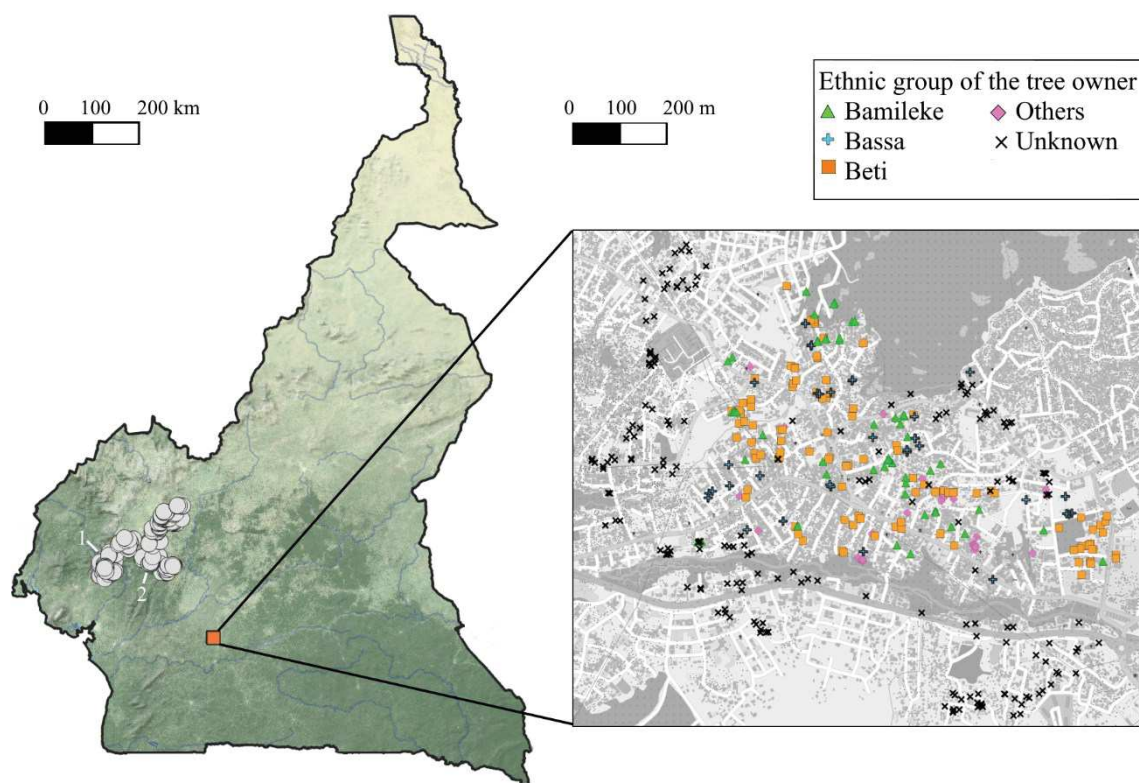 0 100 200 km
0 100 200 m
Ethnic group of the tree owner
Bamileke Others
Bassa Unknown
Beti
1
2